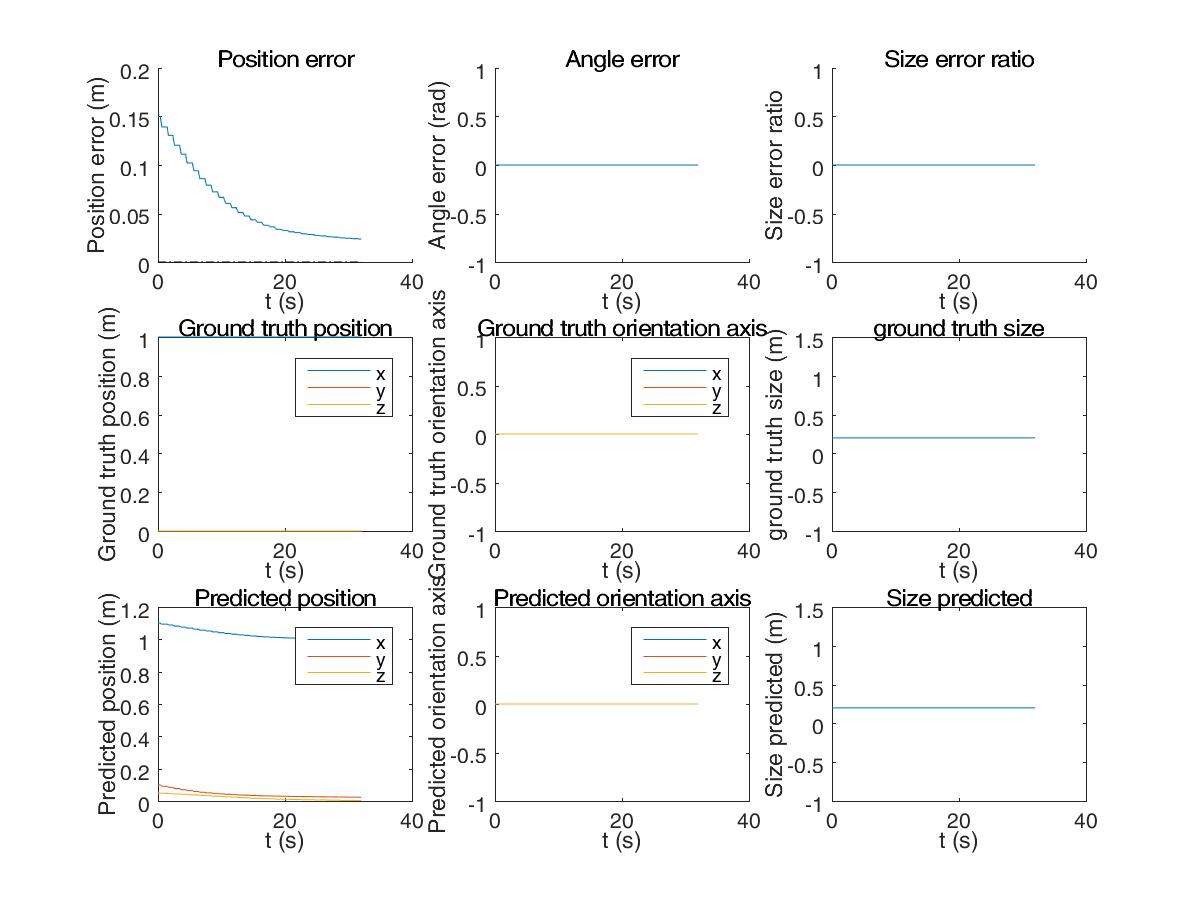 Position error
Position error (m)
0.2
0.15
0.1
0.05
0
0
20
40
t (s)
Angle error
Angle error (rad)
1
0.5
0
-0.5
-1
0
20
40
t (s)
Size error ratio
Size error ratio
1
0.5
0
-0.5
-1
0
20
40
t (s)
Ground truth position
Ground truth position (m)
1
0.8
0.6
0.4
0.2
0
x
y
z
0
20
40
t (s)
Ground truth orientation axis
Ground truth orientation axis
1
0.5
0
-0.5
-1
x
y
z
0
20
40
t (s)
ground truth size
ground truth size (m)
1.5
1
0.5
0
-0.5
-1
0
20
40
t (s)
Predicted position
Predicted position (m)
1.2
1
0.8
0.6
0.4
0.2
0
x
y
z
0
20
40
t (s)
Predicted orientation axis
Predicted orientation axis
1
0.5
0
-0.5
-1
x
y
z
0
20
40
t (s)
Size predicted
Size predicted (m)
1.5
1
0.5
0
-0.5
-1
0
20
40
t (s)